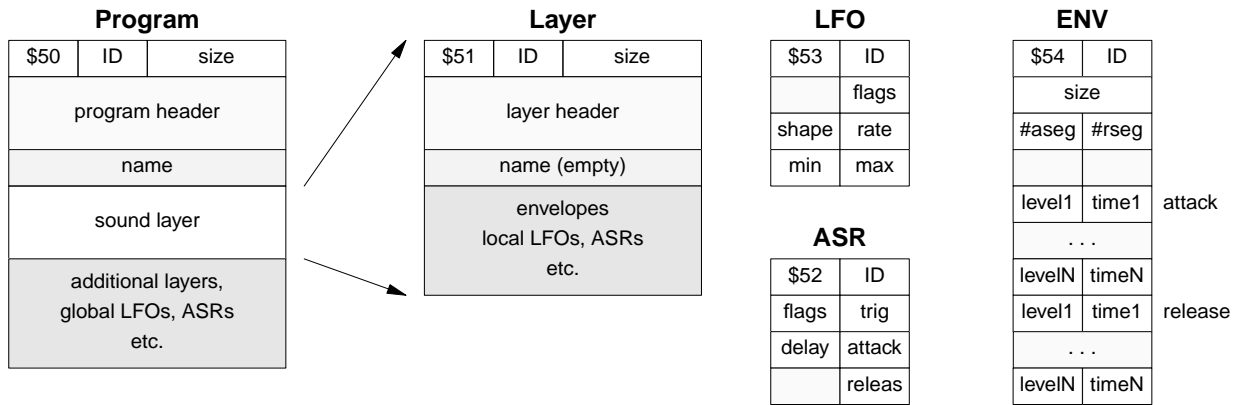 Program
$50 ID size
program header
name
sound layer
additional layers,
global LFOs, ASRs
etc.
Layer
$51 ID size
layer header
name (empty)
envelopes
local LFOs, ASRs
etc.
LFO
$53 ID
flags
shape rate
min max
ASR
$52 ID
flags trig
delay attack
releas
ENV
$54 ID
size
#aseg #rseg
level1 time1 attack
. . .
levelN timeN
level1 time1 release
. . .
levelN timeN